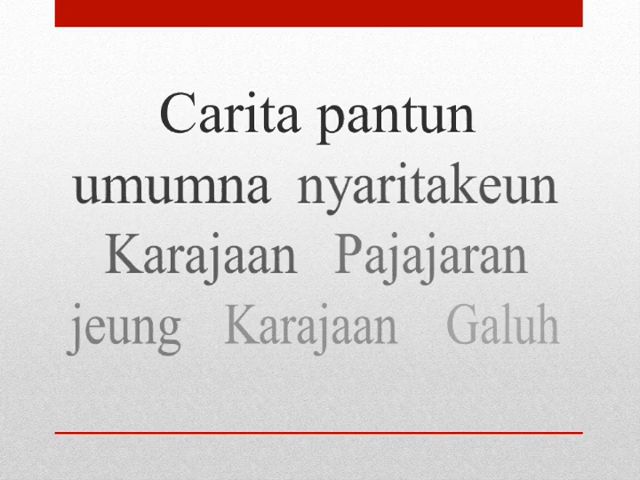 Carita pantun
umumna nyaritakeun
Karajaan Pajajaran
jeung Karajaan Galuh